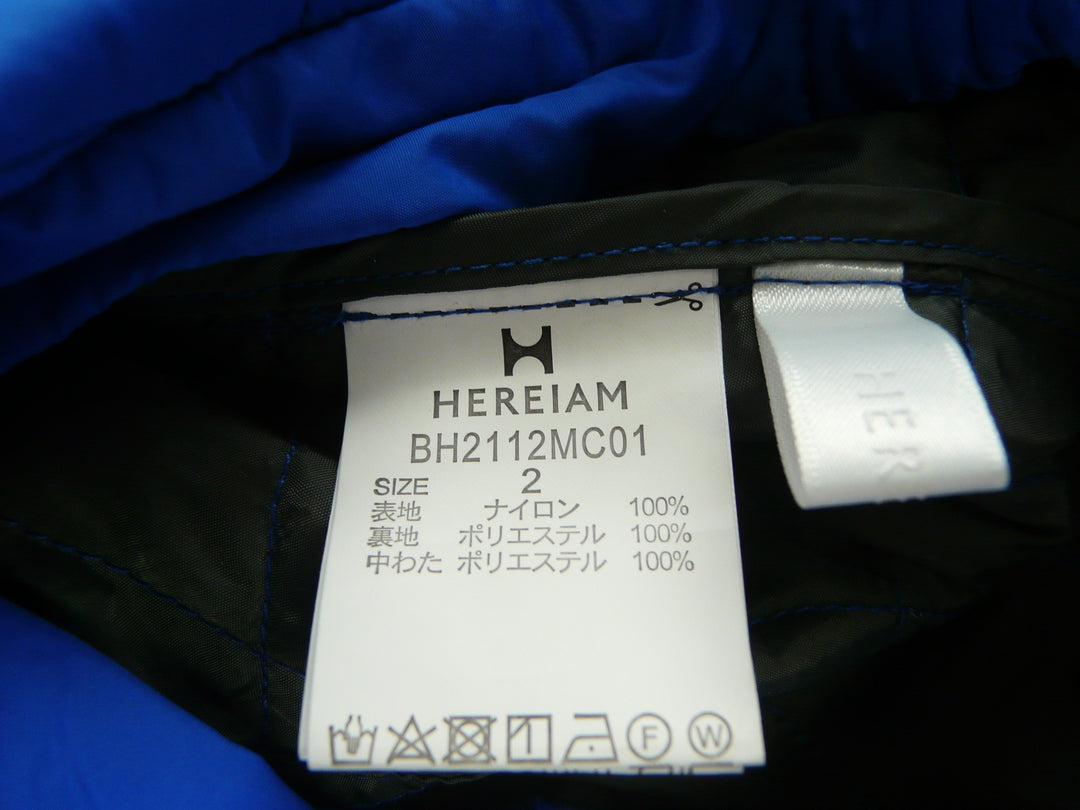 HEREIAM
BH2112MC01
SIZE 2
表地 ナイロン 100%
裏地 ポリエステル 100%
中わた ポリエステル 100%
F W
HER